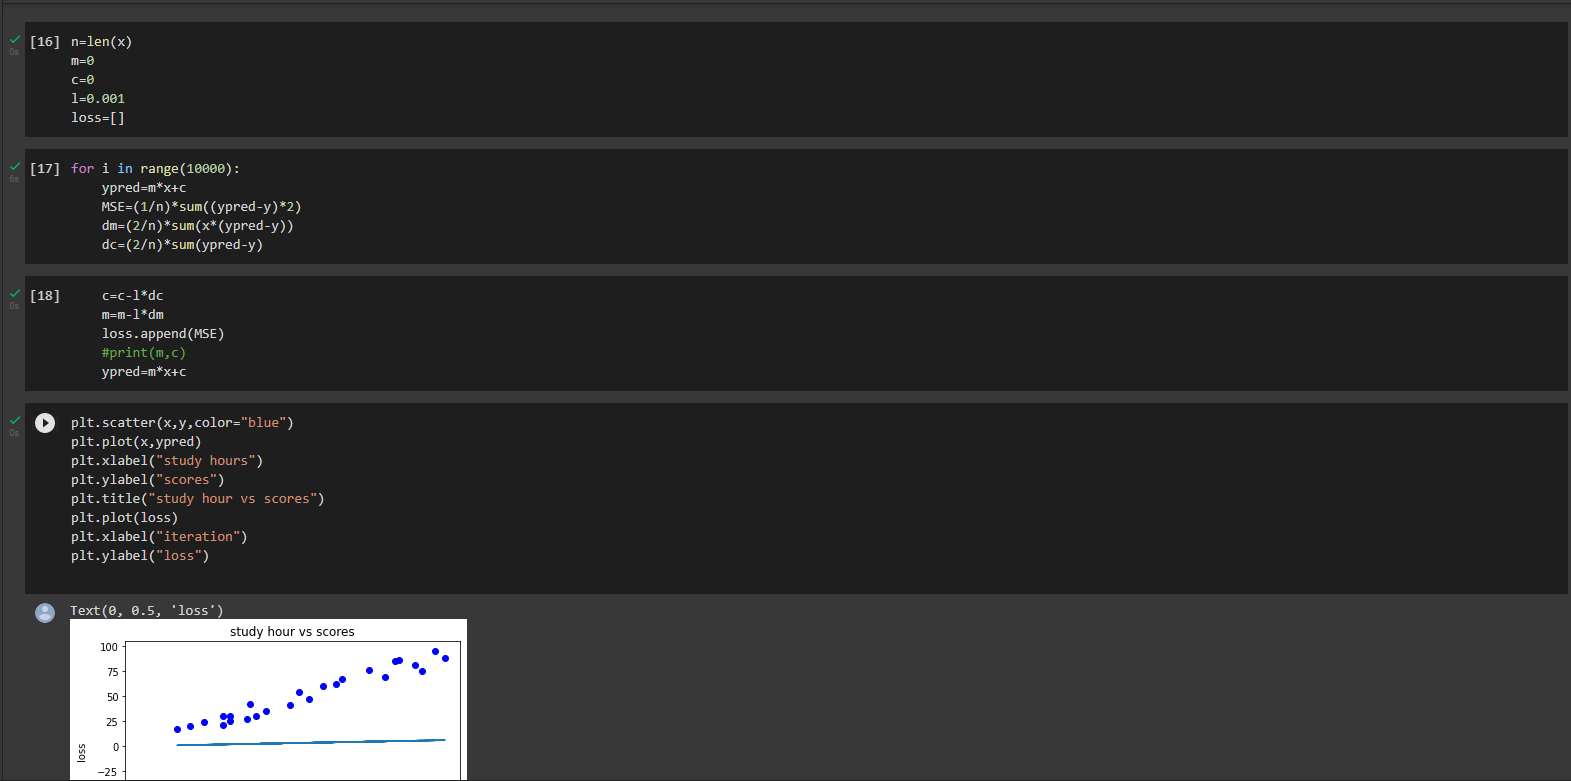 [16] n=len(x)
0s
m=0
c=0
l=0.001
loss=[]
[17] for i in range(10000):
6s
ypred=m*x+c
MSE=(1/n)*sum((ypred-y)*2)
dm=(2/n)*sum(x*(ypred-y))
dc=(2/n)*sum(ypred-y)
[18] c=c-l*dc
0s
m=m-l*dm
loss.append(MSE)
#print(m,c)
ypred=m*x+c
plt.scatter(x,y,color="blue")
0s
plt.plot(x,ypred)
plt.xlabel("study hours")
plt.ylabel("scores")
plt.title("study hour vs scores")
plt.plot(loss)
plt.xlabel("iteration")
plt.ylabel("loss")
Text(0, 0.5, 'loss')
study hour vs scores
100
75
50
25
0
loss
−25